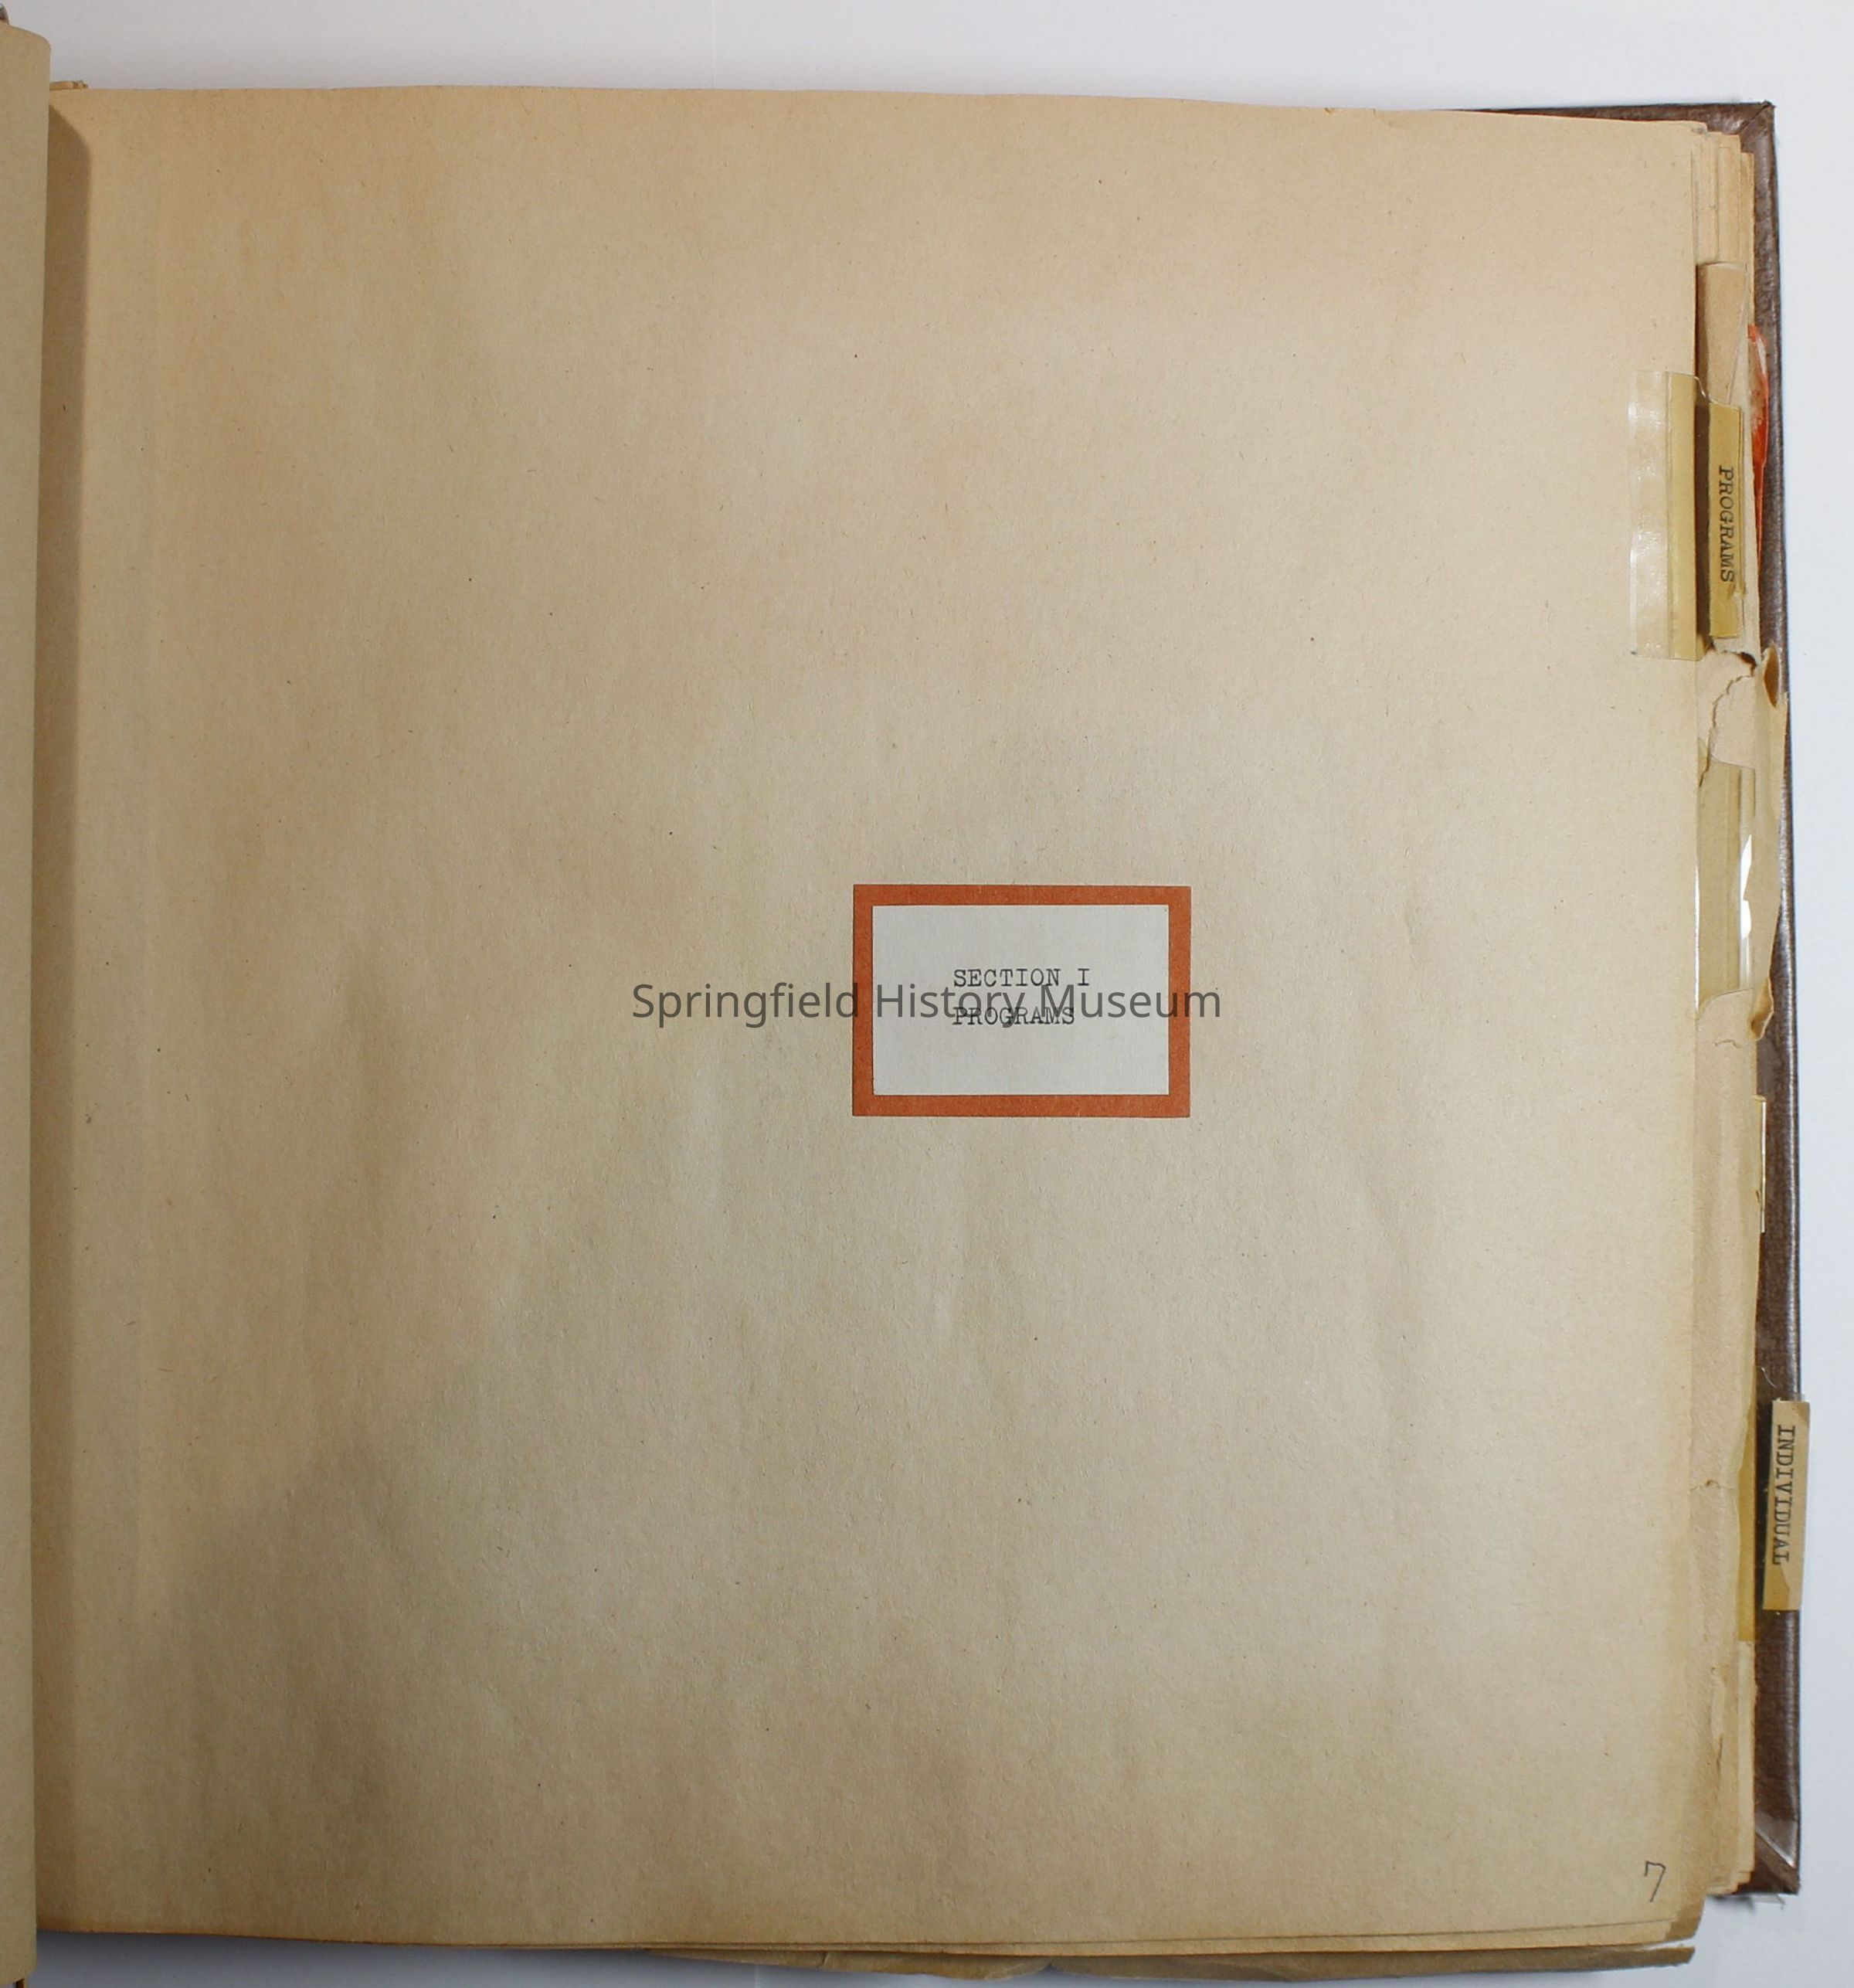 PROGRAMS
SECTION I
Springfield History Museum
PROGRAMS
INDIVIDUAL
7